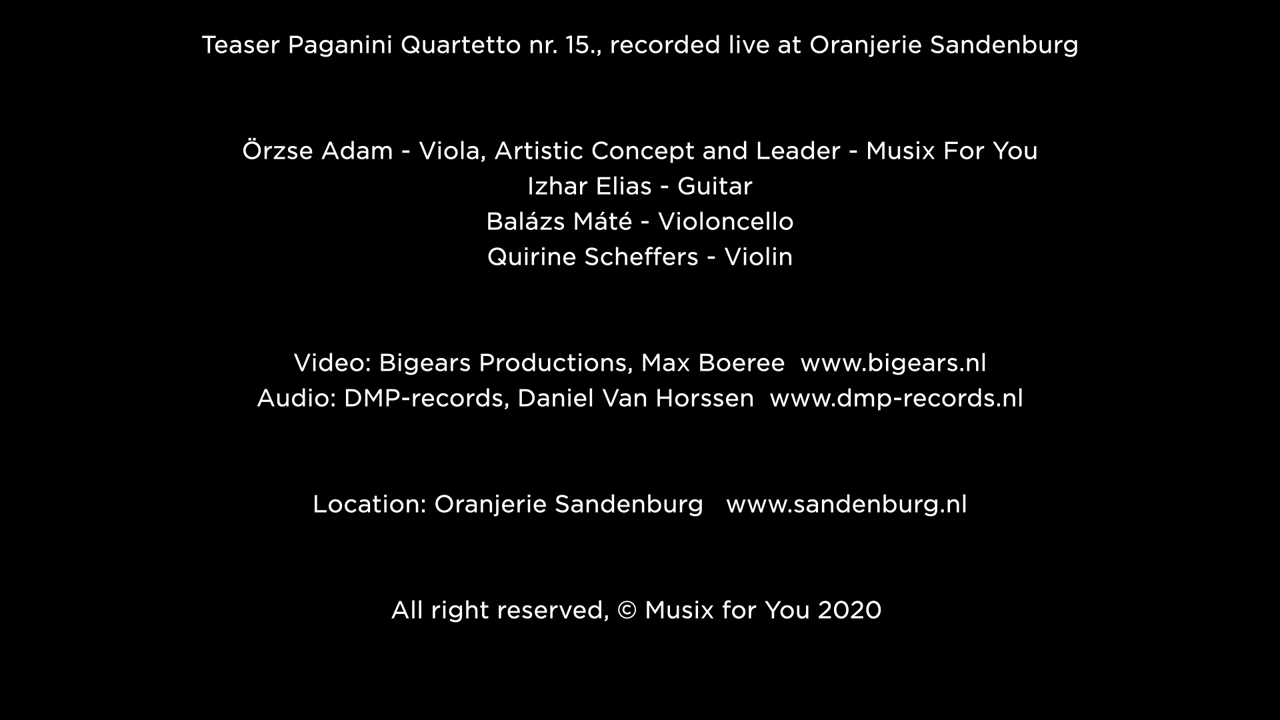 Teaser Paganini Quartetto nr. 15., recorded live at Oranjerie Sandenburg
Örzse Adam - Viola, Artistic Concept and Leader - Musix For You
Izhar Elias - Guitar
Balázs Máté - Violoncello
Quirine Scheffers - Violin
Video: Bigears Productions, Max Boeree  www.bigears.nl
Audio: DMP-records, Daniel Van Horssen  www.dmp-records.nl
Location: Oranjerie Sandenburg   www.sandenburg.nl
All right reserved, © Musix for You 2020